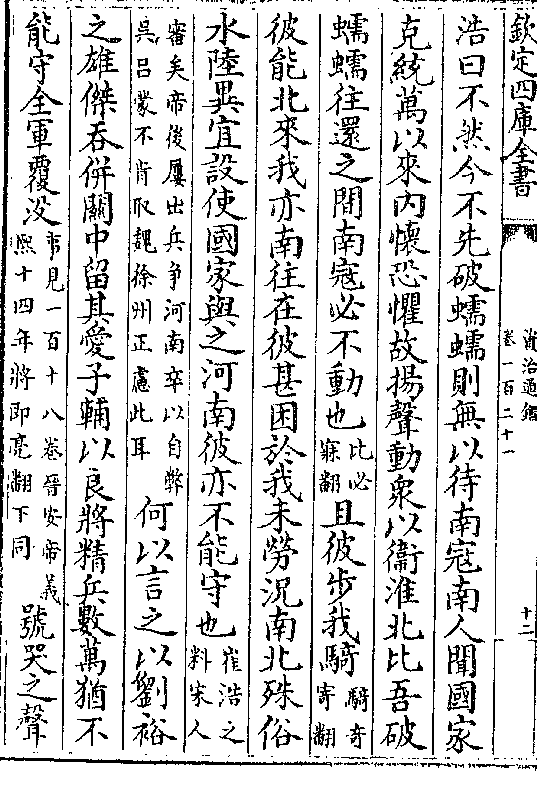 欽定四庫全書
資治通鑑
卷一百二十一
十二
浩曰不然今不先破蠕蠕則無以待南寇南人聞國家
克統萬以來内懷恐懼故揚聲動衆以衞淮北比吾破
蠕蠕往還之間南寇必不動也比必寐翻且彼步我騎騎奇寄翻
彼能北來我亦南往在彼甚困於我未勞況南北殊俗
水陸異宜設使國家與之河南彼亦不能守也崔浩之料宋人
審矣帝後屢出兵争河南卒以自弊吳吕蒙不肯取魏徐州正慮此耳何以言之以劉裕
之雄傑吞併關中留其愛子輔以良將精兵數萬猶不
能守全軍覆没事見一百十八卷晉安帝義熙十四年將即亮翻下同號哭之聲